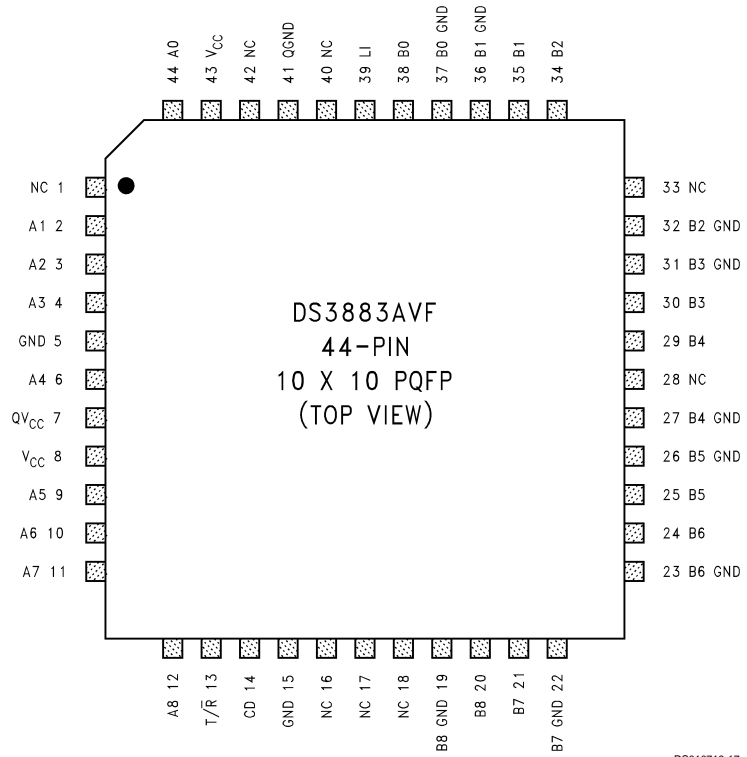 44 A0
43 VCC
42 NC
41 QGND
40 NC
39 LI
38 B0
37 B0 GND
36 B1 GND
35 B1
34 B2
NC 1
A1 2
A2 3
A3 4
GND 5
A4 6
QVCC 7
VCC 8
A5 9
A6 10
A7 11
DS3883AVF
44-PIN
10 X 10 PQFP
(TOP VIEW)
33 NC
32 B2 GND
31 B3 GND
30 B3
29 B4
28 NC
27 B4 GND
26 B5 GND
25 B5
24 B6
23 B6 GND
A8 12
T/R̅ 13
CD 14
GND 15
NC 16
NC 17
NC 18
B8 GND 19
B8 20
B7 21
B7 GND 22